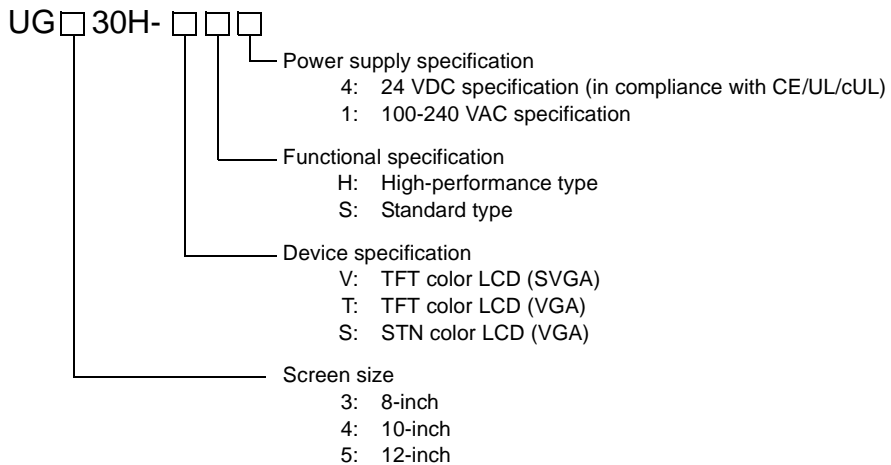 UG□ 30H- □ □ □
Power supply specification
4: 24 VDC specification (in compliance with CE/UL/cUL)
1: 100-240 VAC specification
Functional specification
H: High-performance type
S: Standard type
Device specification
V: TFT color LCD (SVGA)
T: TFT color LCD (VGA)
S: STN color LCD (VGA)
Screen size
3: 8-inch
4: 10-inch
5: 12-inch